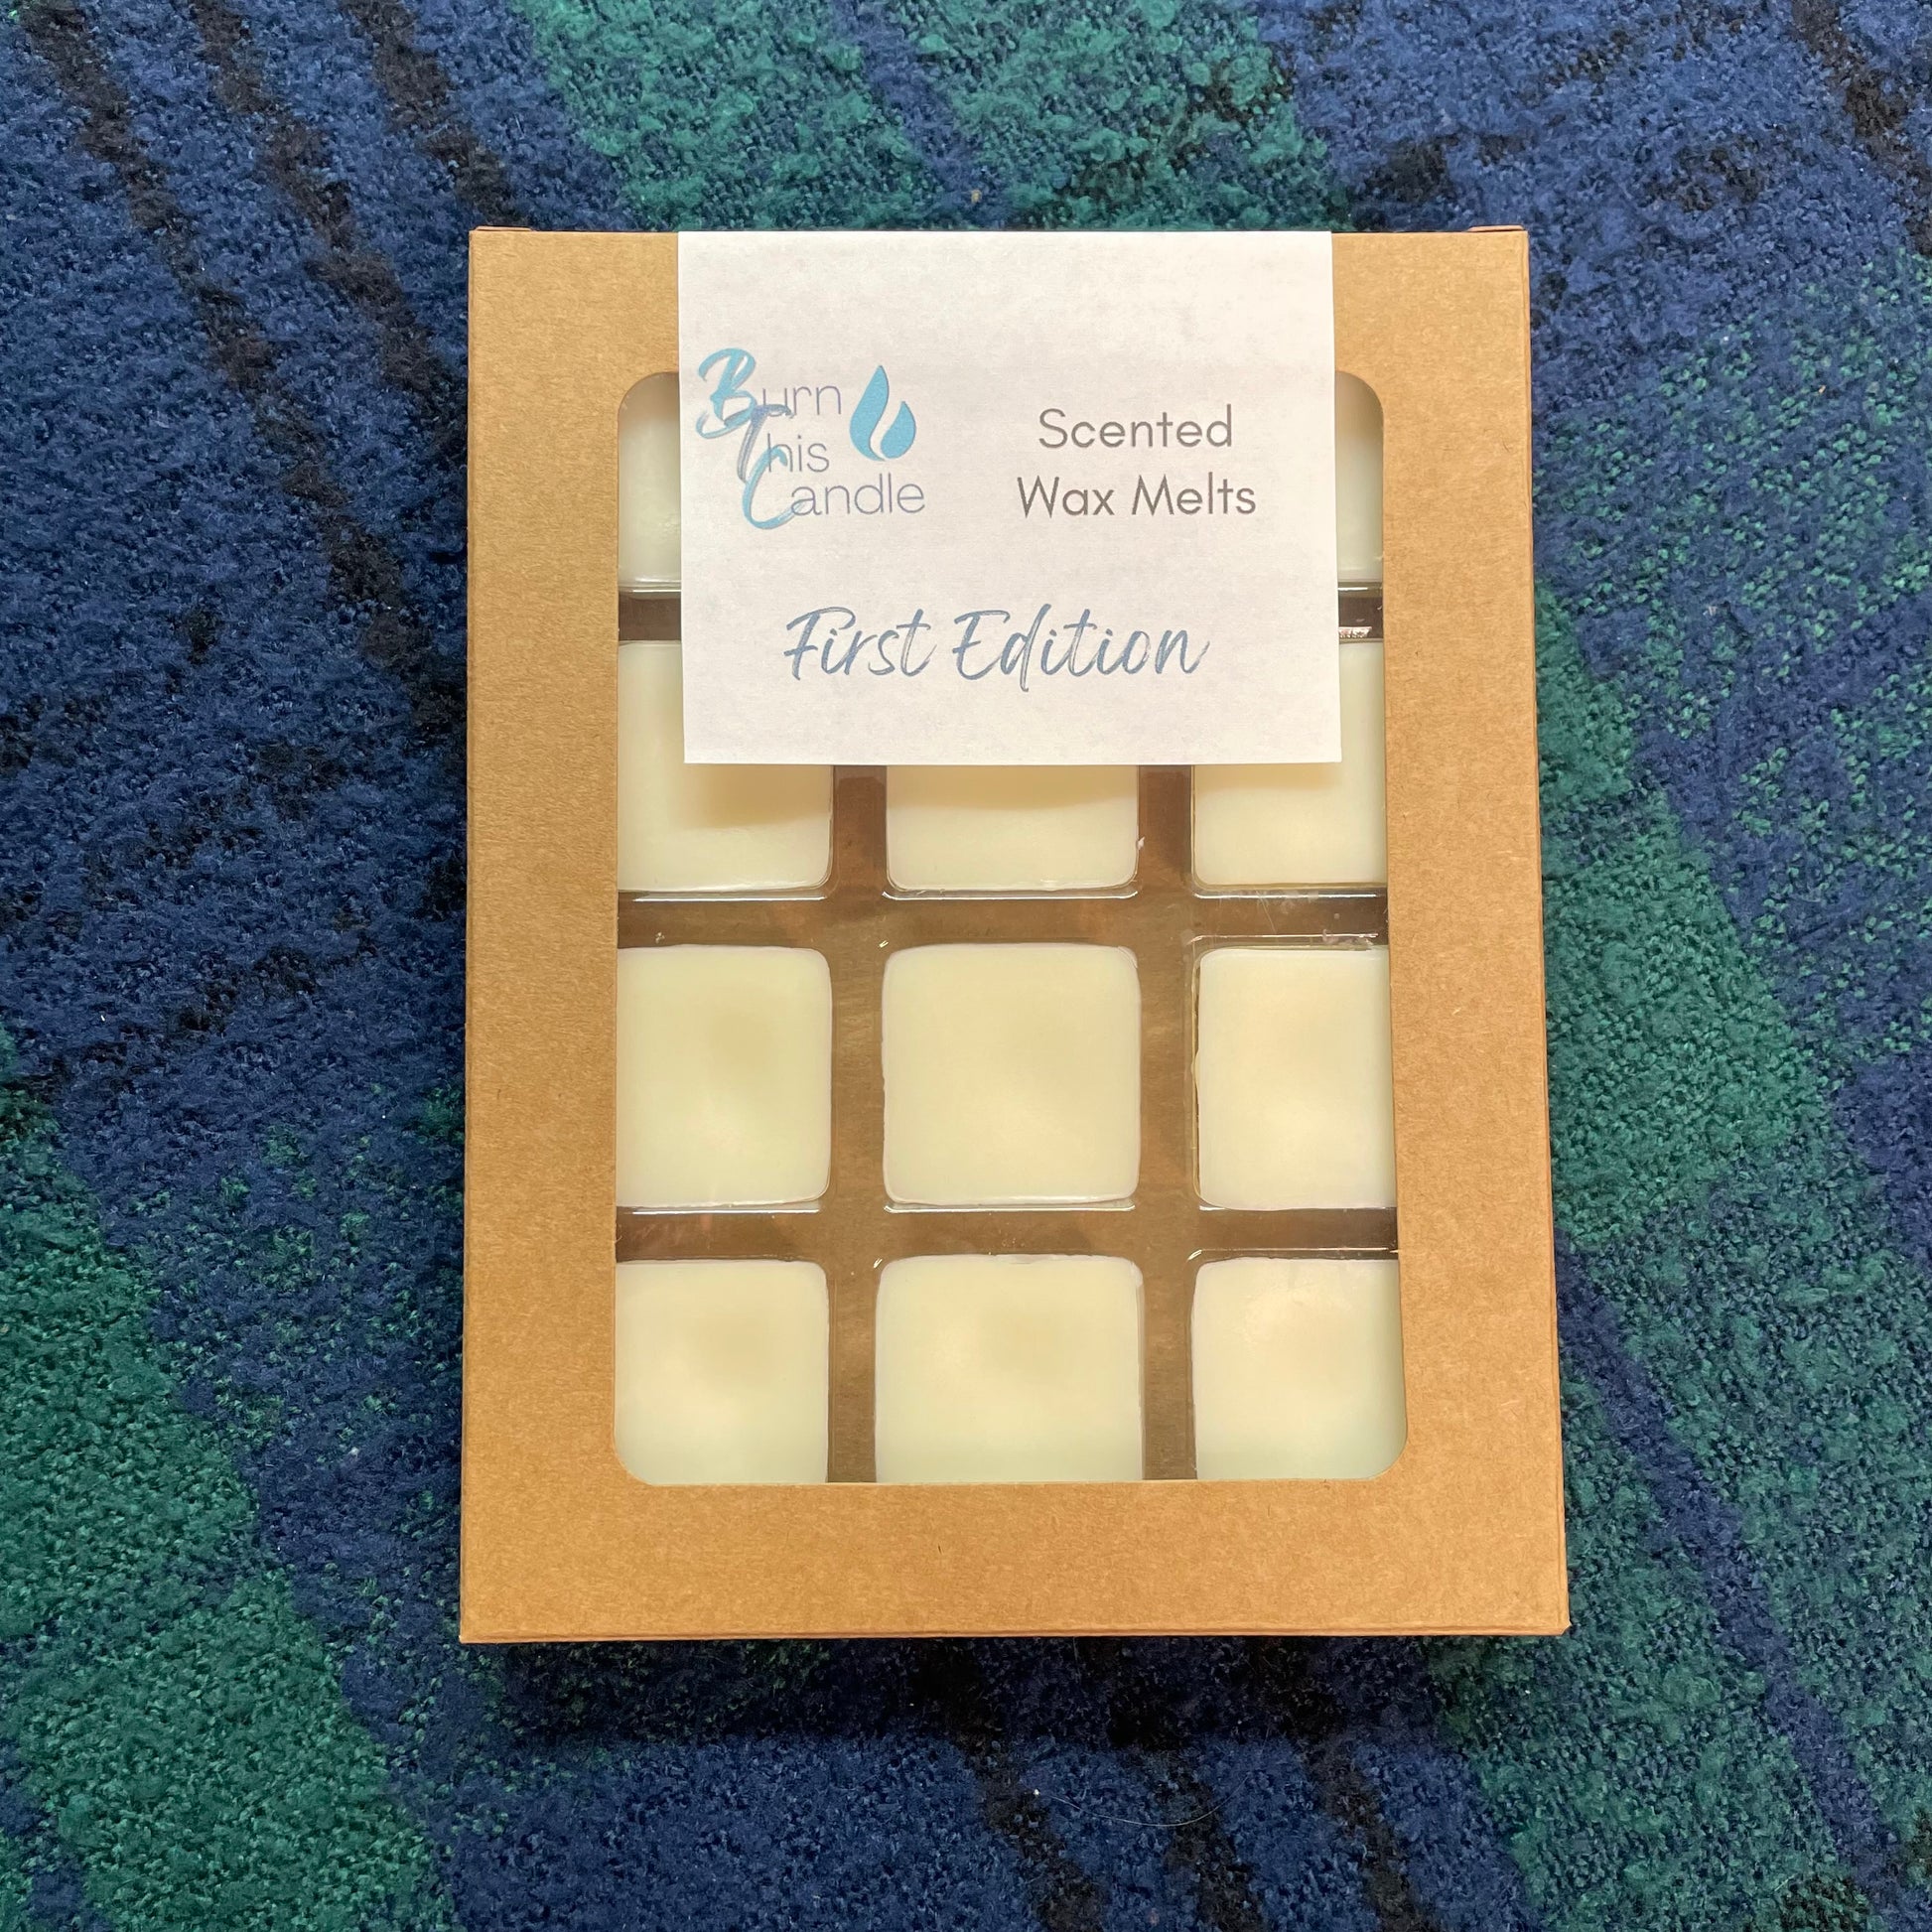 Burn
This
Candle
Scented
Wax Melts
First Edition